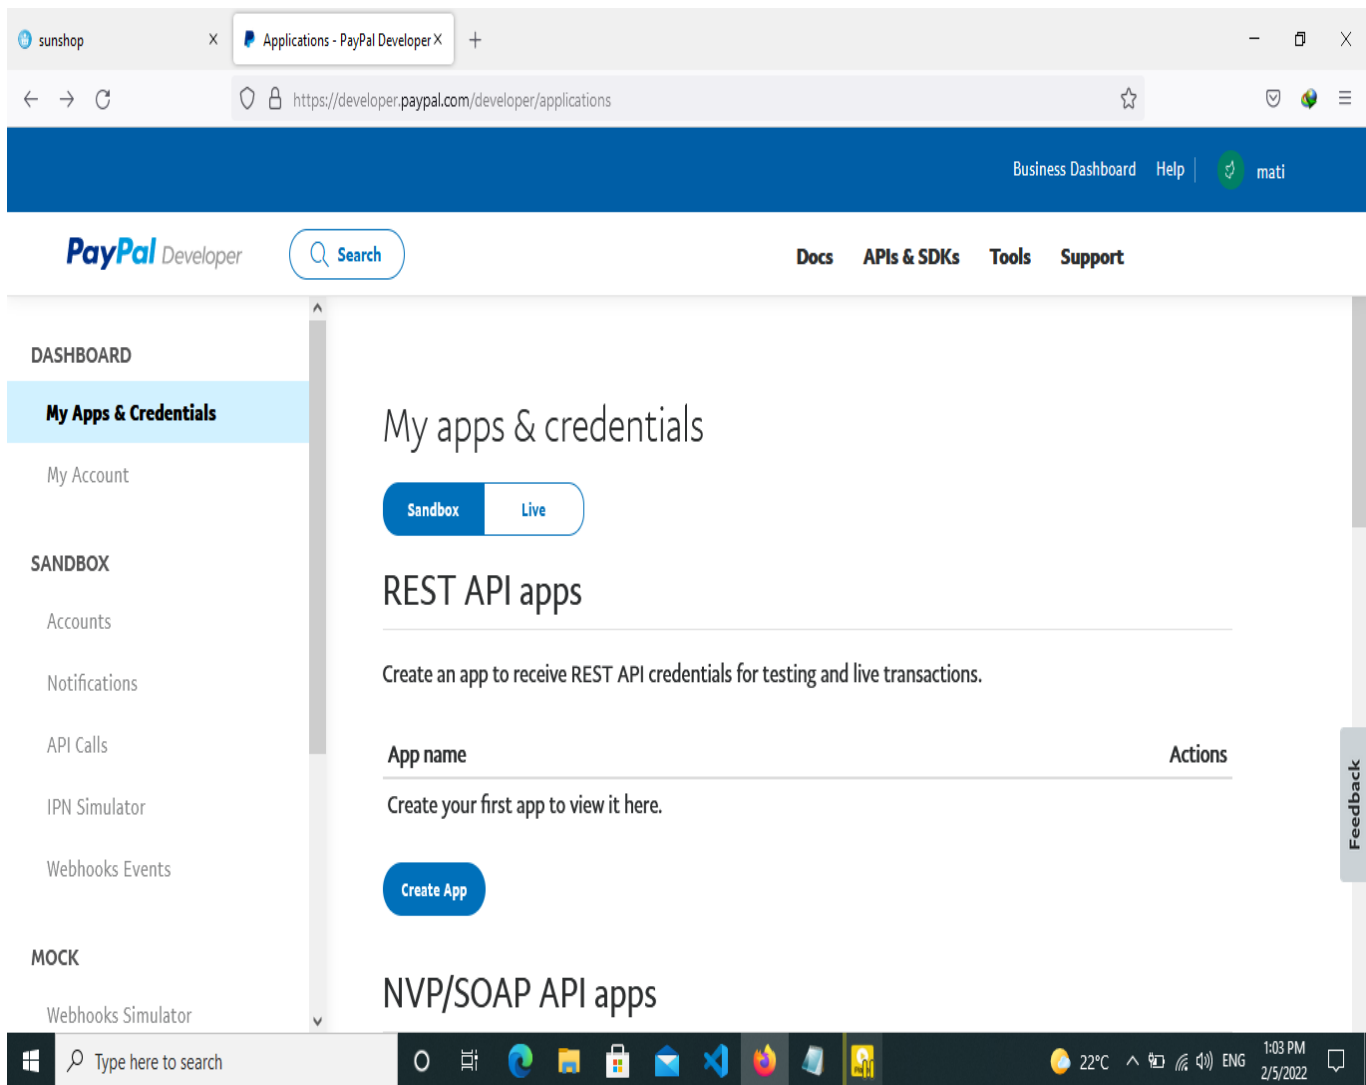 sunshop
Applications - PayPal Developer
https://developer.paypal.com/developer/applications
Business Dashboard Help mati
PayPal Developer Search Docs APIs & SDKs Tools Support
DASHBOARD
My Apps & Credentials
My Account
SANDBOX
Accounts
Notifications
API Calls
IPN Simulator
Webhooks Events
MOCK
Webhooks Simulator
My apps & credentials
Sandbox Live
REST API apps
Create an app to receive REST API credentials for testing and live transactions.
App name Actions
Create your first app to view it here.
Create App
NVP/SOAP API apps
Feedback
Type here to search
22°C ENG
1:03 PM
2/5/2022